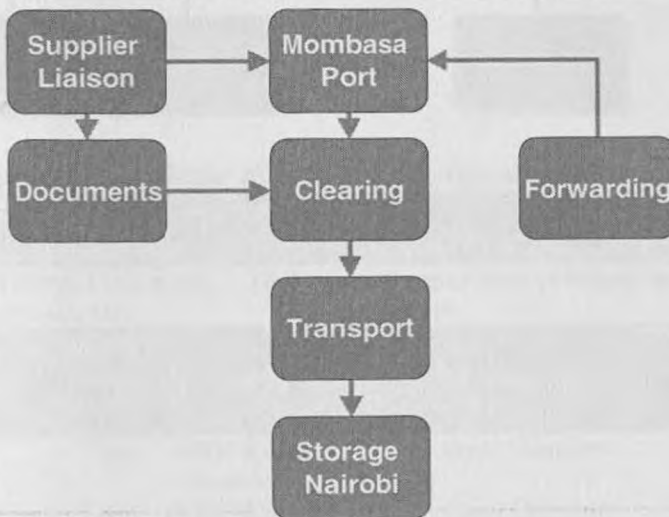 Supplier
Liaison
Mombasa
Port
Documents
Clearing
Forwarding
Transport
Storage
Nairobi